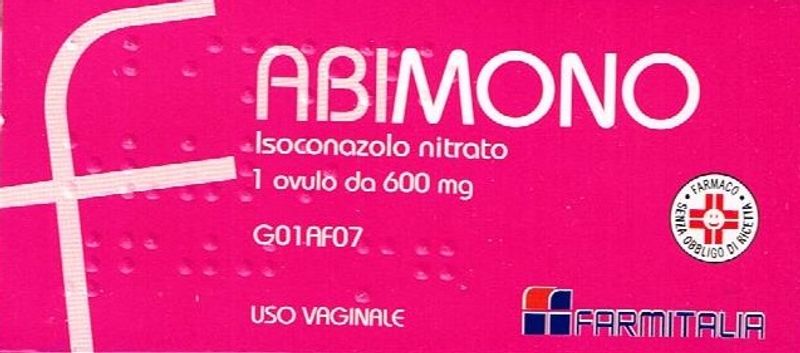 ABIMONO
Isoconazolo nitrato
1 ovulo da 600 mg
G01AF07
USO VAGINALE
FARMACO
SENZA OBBLIGO DI RICETTA
FARMITALIA